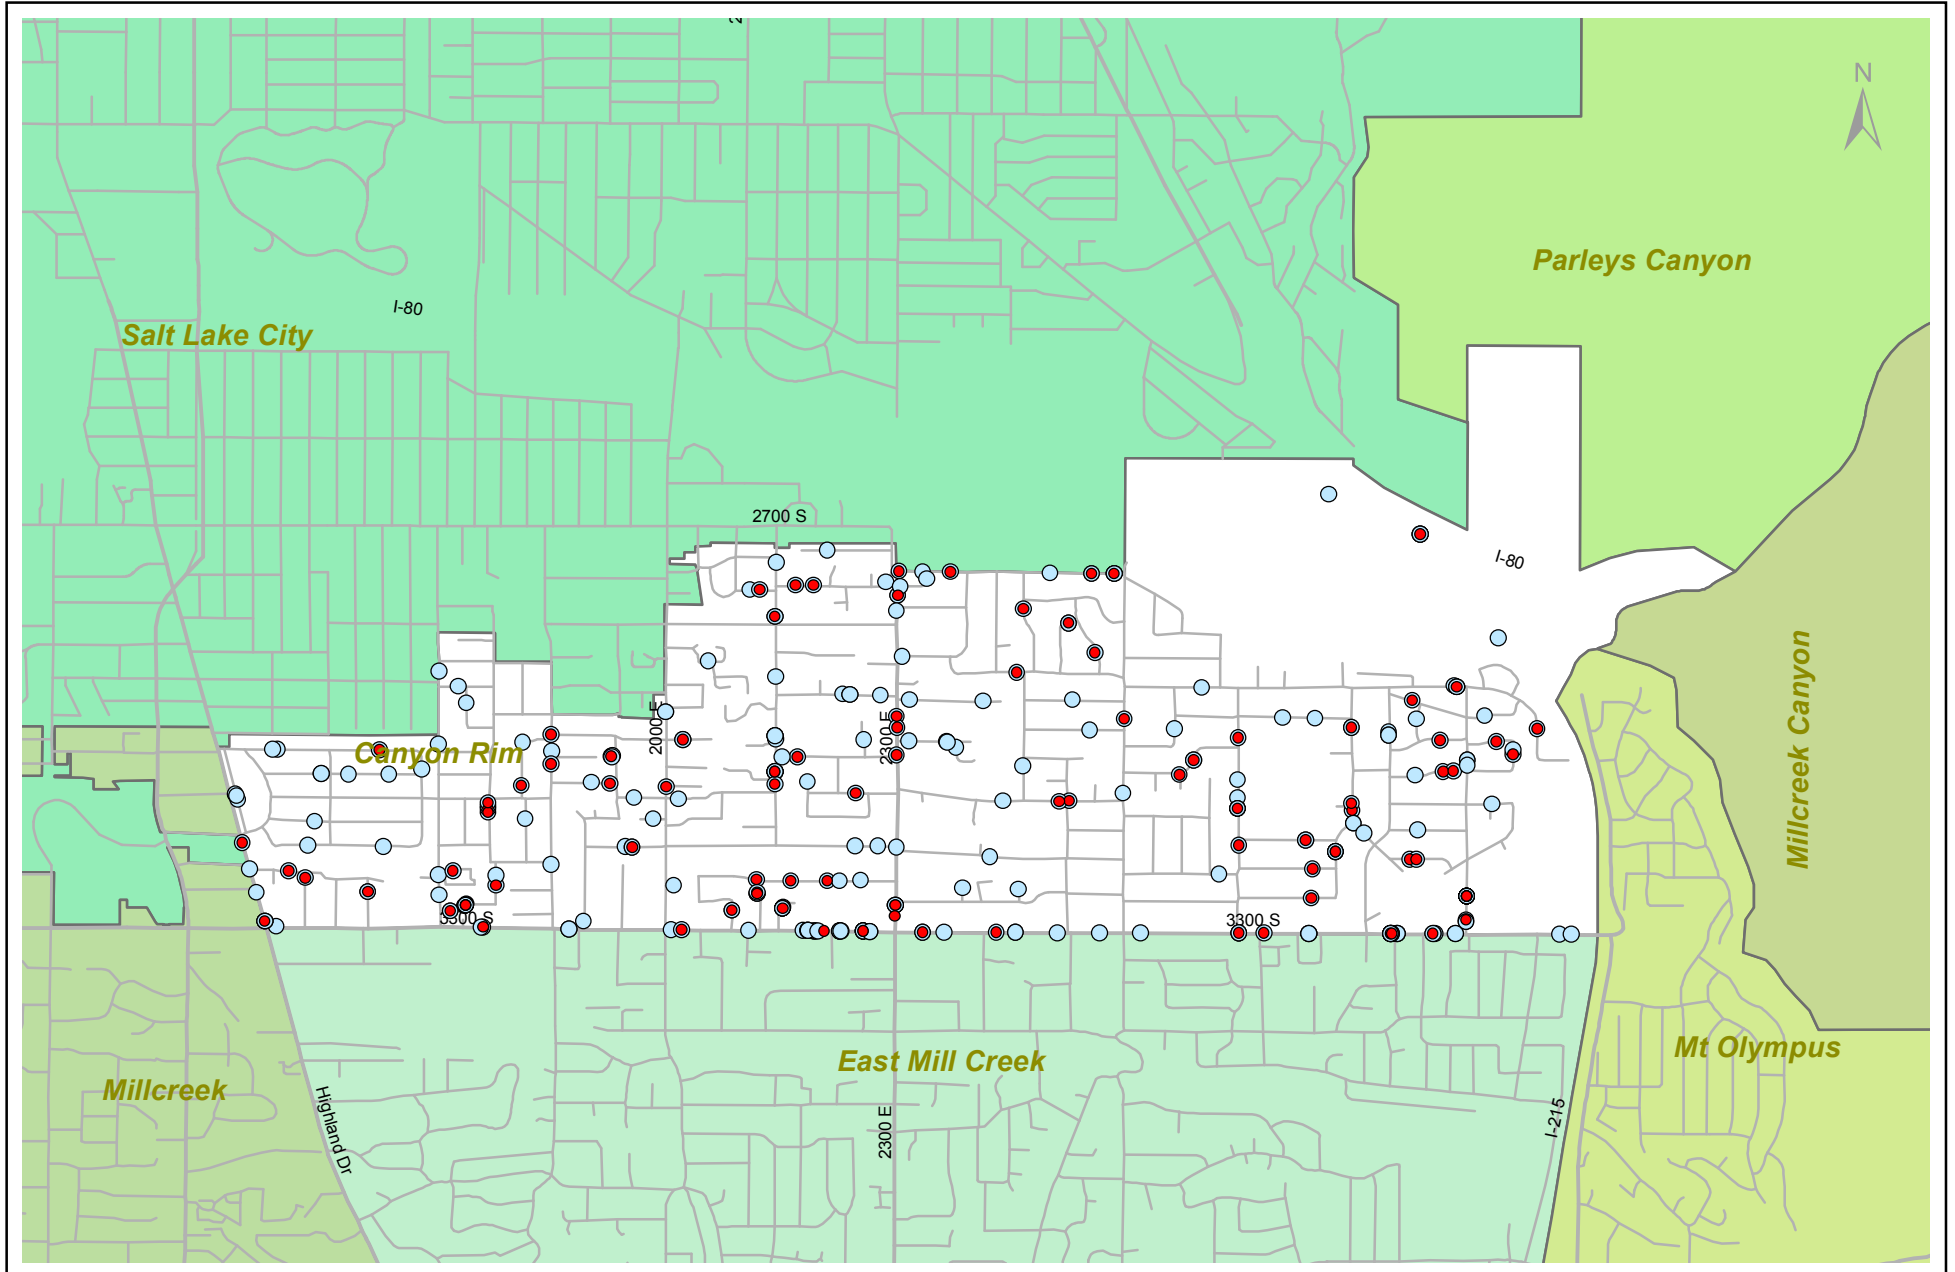 N
Parleys Canyon
I-80
Salt Lake City
2700 S
I-80
2000 E
2300 E
Canyon Rim
Millcreek Canyon
3300 S
3300 S
East Mill Creek
Mt Olympus
Millcreek
Highland Dr
2300 E
I-215